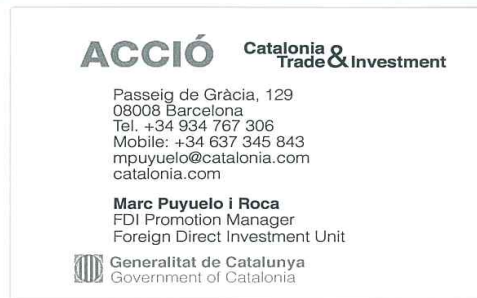 ACCIÓ
Catalonia
Trade & Investment
Passeig de Gràcia, 129
08008 Barcelona
Tel. +34 934 767 306
Mobile: +34 637 345 843
mpuyuelo@catalonia.com
catalonia.com
Marc Puyuelo i Roca
FDI Promotion Manager
Foreign Direct Investment Unit
Generalitat de Catalunya
Government of Catalonia